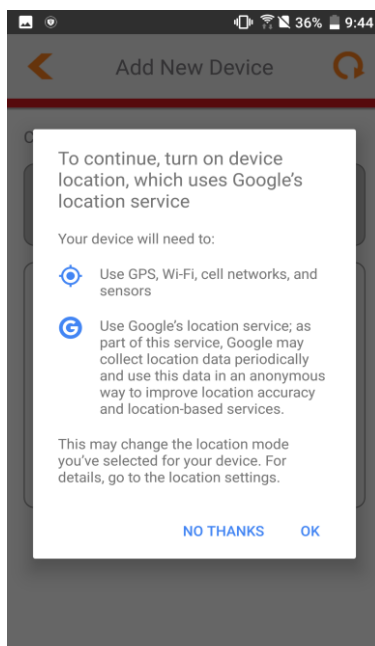 36% 9:44
Add New Device
C
To continue, turn on device
location, which uses Google's
location service
Your device will need to:
Use GPS, Wi-Fi, cell networks, and
sensors
G
Use Google's location service; as
part of this service, Google may
collect location data periodically
and use this data in an anonymous
way to improve location accuracy
and location-based services.
This may change the location mode
you've selected for your device. For
details, go to the location settings.
NO THANKS OK